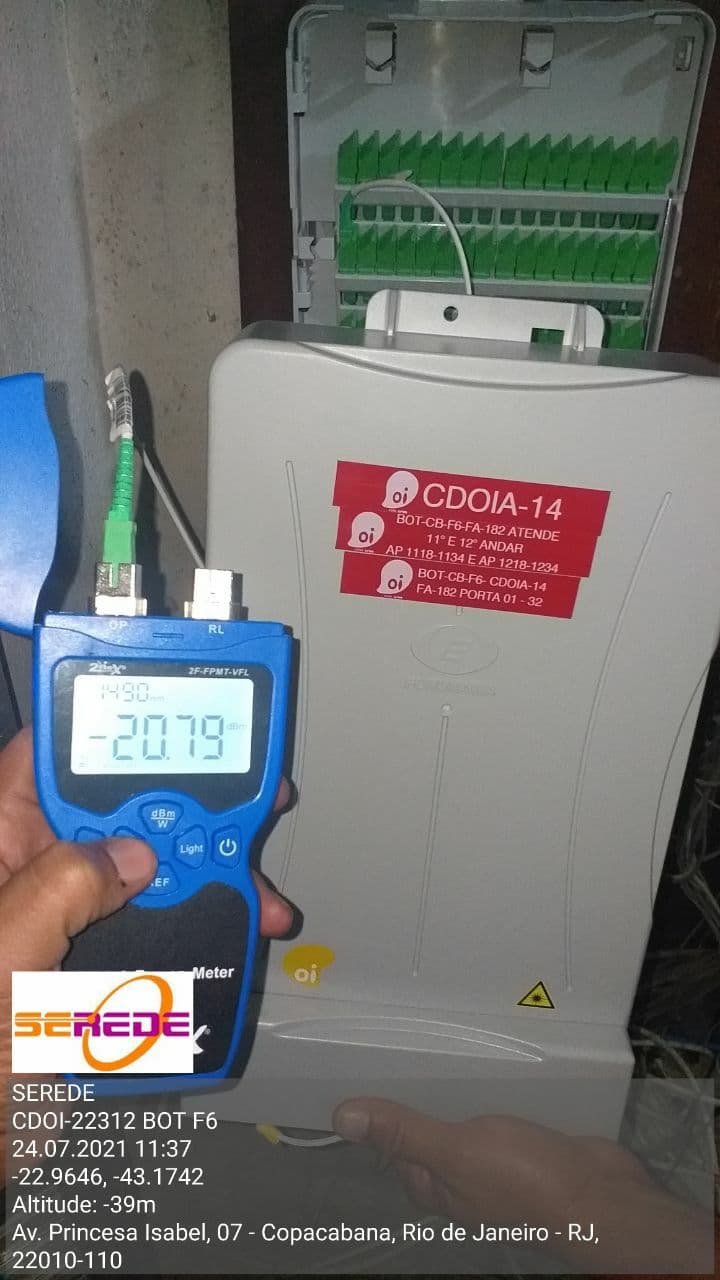 oi CDOIA-14
oi BOT-CB-F6-FA-182 ATENDE
11° E 12° ANDAR
AP 1118-1134 E AP 1218-1234
oi BOT-CB-F6- CDOIA-14
FA-182 PORTA 01 - 32
OP RL
2F-FPMT-VFL
1490nm
-20.79 dBm
dBm
W
Light
Meter
oi
SEREDE
SEREDE
CDOI-22312 BOT F6
24.07.2021 11:37
-22.9646, -43.1742
Altitude: -39m
Av. Princesa Isabel, 07 - Copacabana, Rio de Janeiro - RJ,
22010-110